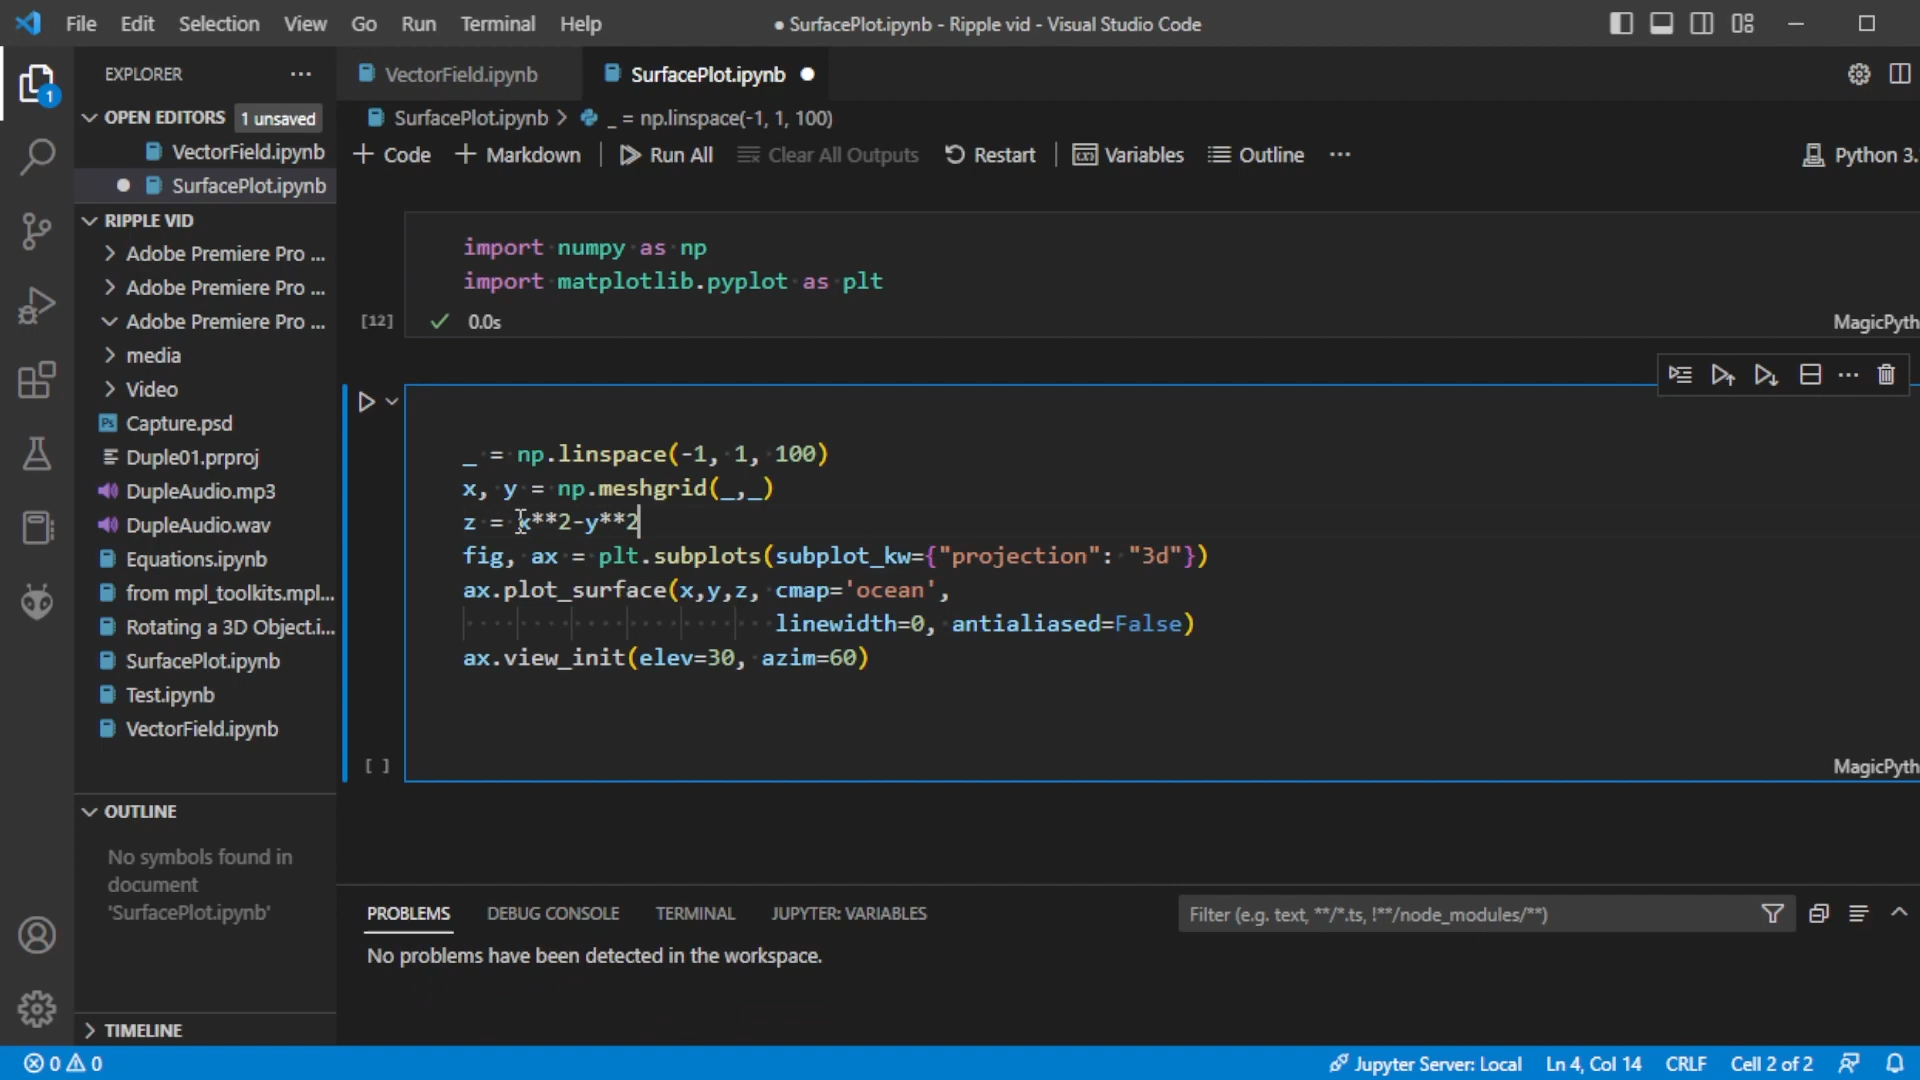 File Edit Selection View Go Run Terminal Help
● SurfacePlot.ipynb - Ripple vid - Visual Studio Code
EXPLORER
OPEN EDITORS 1 unsaved
VectorField.ipynb
SurfacePlot.ipynb
RIPPLE VID
Adobe Premiere Pro ...
Adobe Premiere Pro ...
Adobe Premiere Pro ...
media
Video
Capture.psd
Duple01.prproj
DupleAudio.mp3
DupleAudio.wav
Equations.ipynb
from mpl_toolkits.mpl...
Rotating a 3D Object.i...
SurfacePlot.ipynb
Test.ipynb
VectorField.ipynb
OUTLINE
No symbols found in
document
'SurfacePlot.ipynb'
TIMELINE
VectorField.ipynb SurfacePlot.ipynb
SurfacePlot.ipynb > _ = np.linspace(-1, 1, 100)
+ Code + Markdown Run All Clear All Outputs Restart Variables Outline ... Python 3.
import numpy as np
import matplotlib.pyplot as plt
[12] ✓ 0.0s MagicPyth
_ = np.linspace(-1, 1, 100)
x, y = np.meshgrid(_,_)
z = x**2-y**2
fig, ax = plt.subplots(subplot_kw={"projection": "3d"})
ax.plot_surface(x,y,z, cmap='ocean',
linewidth=0, antialiased=False)
ax.view_init(elev=30, azim=60)
[ ] MagicPyth
PROBLEMS DEBUG CONSOLE TERMINAL JUPYTER: VARIABLES
Filter (e.g. text, **/*.ts, !**/node_modules/**)
No problems have been detected in the workspace.
1
Ps
0 0 Jupyter Server: Local Ln 4, Col 14 CRLF Cell 2 of 2